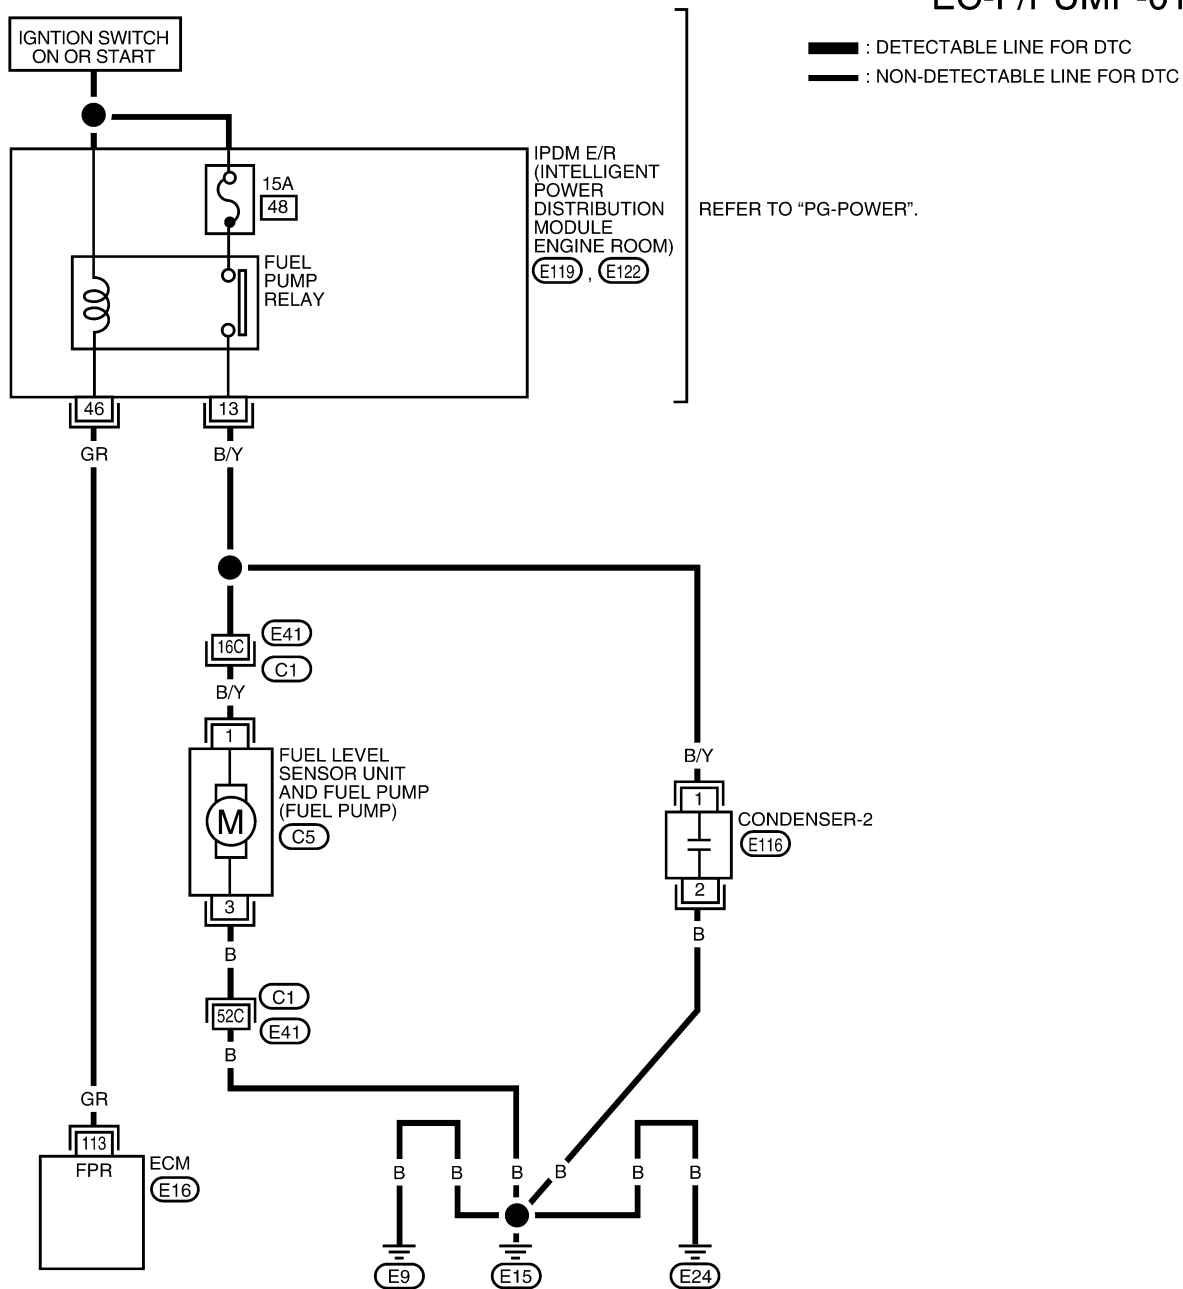 EC-F/PUMP-01
IGNTION SWITCH
ON OR START
: DETECTABLE LINE FOR DTC
: NON-DETECTABLE LINE FOR DTC
15A
48
FUEL
PUMP
RELAY
IPDM E/R
(INTELLIGENT
POWER
DISTRIBUTION
MODULE
ENGINE ROOM)
E119 , E122
REFER TO “PG-POWER”.
46
13
GR
B/Y
16C
E41
C1
B/Y
1
FUEL LEVEL
SENSOR UNIT
AND FUEL PUMP
(FUEL PUMP)
C5
M
3
B
B/Y
1
CONDENSER-2
E116
2
B
52C
C1
E41
B
GR
113
FPR
ECM
E16
B
B
B
B
B
B
E9
E15
E24